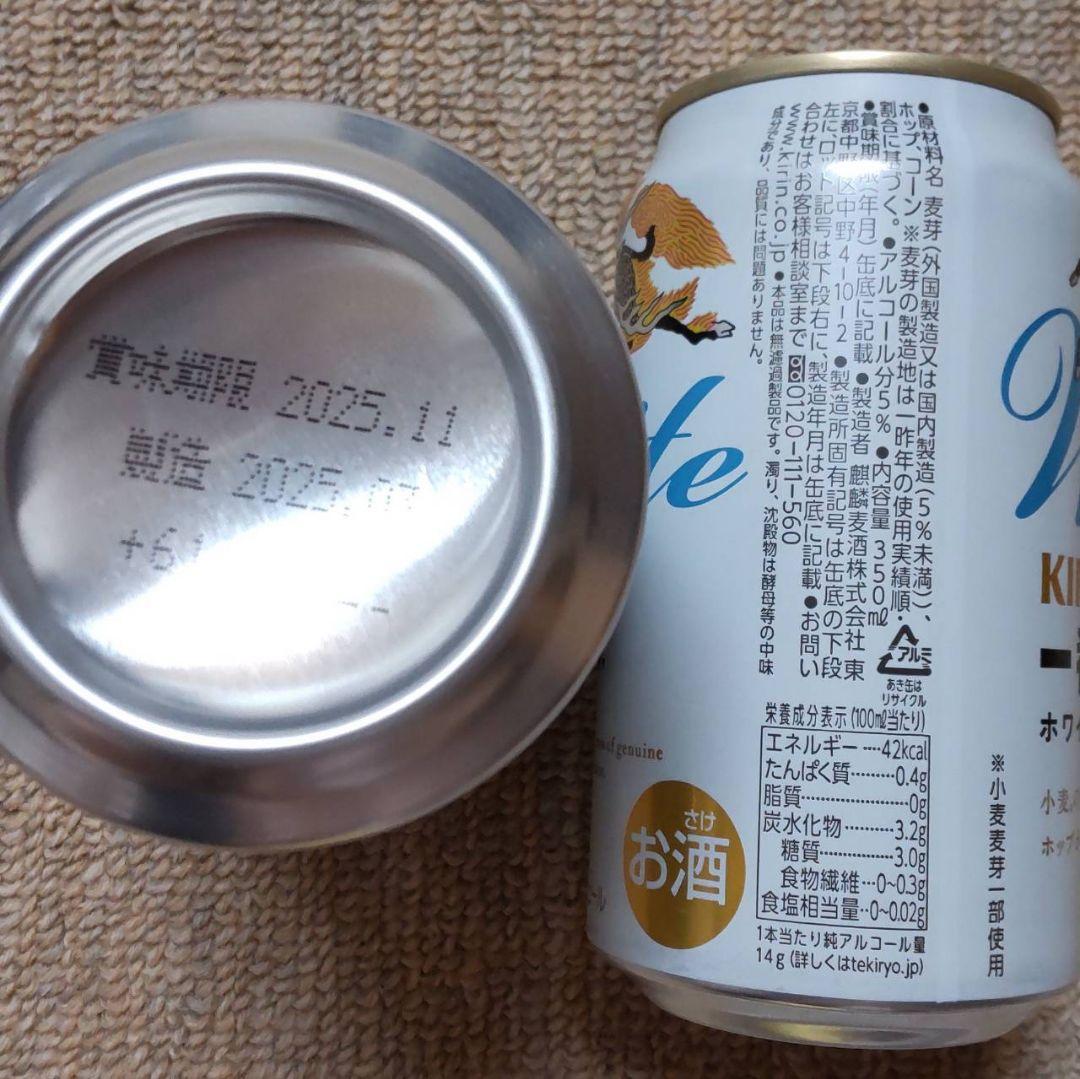 賞味期限 2025.11
製造 2025.
+6
●原材料名 麦芽(外国製造又は国内製造(5%未満))、
ホップ、コーン ※麦芽の製造地は一昨年の使用実績順・
割合に基づく。●アルコール分5% ●内容量 350㎖
●賞味期限(年月) 缶底に記載 ●製造者 麒麟麦酒株式会社 東
京都中野区中野4-10-2 ●製造所固有記号は缶底の下段
左に、ロット記号は下段右に、製造年月は缶底に記載 ●お問い
合わせはお客様相談室まで 0120-111-560
www.kirin.co.jp ●本品は無濾過製品です。濁り、沈殿物は酵母等の中味
成分であり、品質には問題ありません。
アルミ
あき缶は
リサイクル
栄養成分表示(100㎖当たり)
エネルギー····42kcal
たんぱく質·········0.4g
脂質·····················0g
炭水化物···········3.2g
糖質···············3.0g
食物繊維··0~0.3g
食塩相当量··0~0.02g
1本当たり純アルコール量
14g(詳しくはtekiryo.jp)
さけ
お酒
of genuine
ール
te
W
KI
一
ホワ
小麦
ホップ
※小麦麦芽一部使用